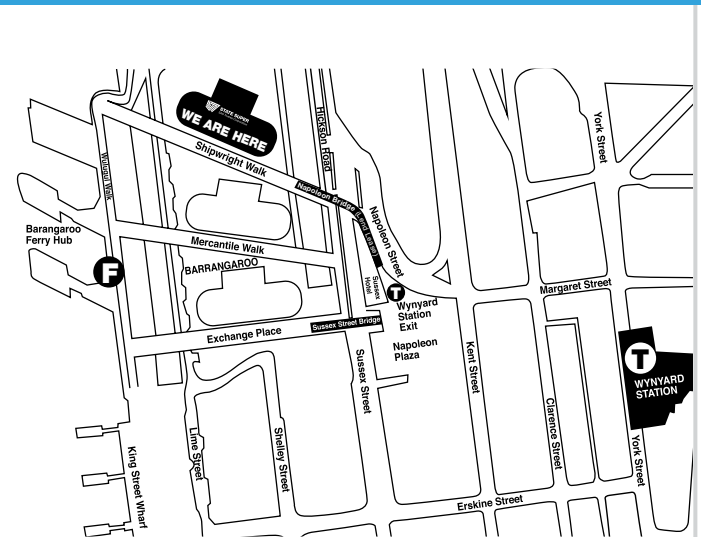 STATE SUPER
WE ARE HERE
Hickson Road
York Street
Shipwright Walk
Wulugul Walk
Napoleon Bridge (Lend Lease)
Barangaroo
Ferry Hub
Napoleon Street
Mercantile Walk
BARRANGAROO
F
Sussex
Hotel
T
Margaret Street
Wynyard
Station
Exit
Sussex Street Bridge
Exchange Place
Napoleon
Plaza
T
WYNYARD
STATION
Sussex Street
Kent Street
Clarence Street
Lime Street
Shelley Street
York Street
King Street Wharf
Erskine Street